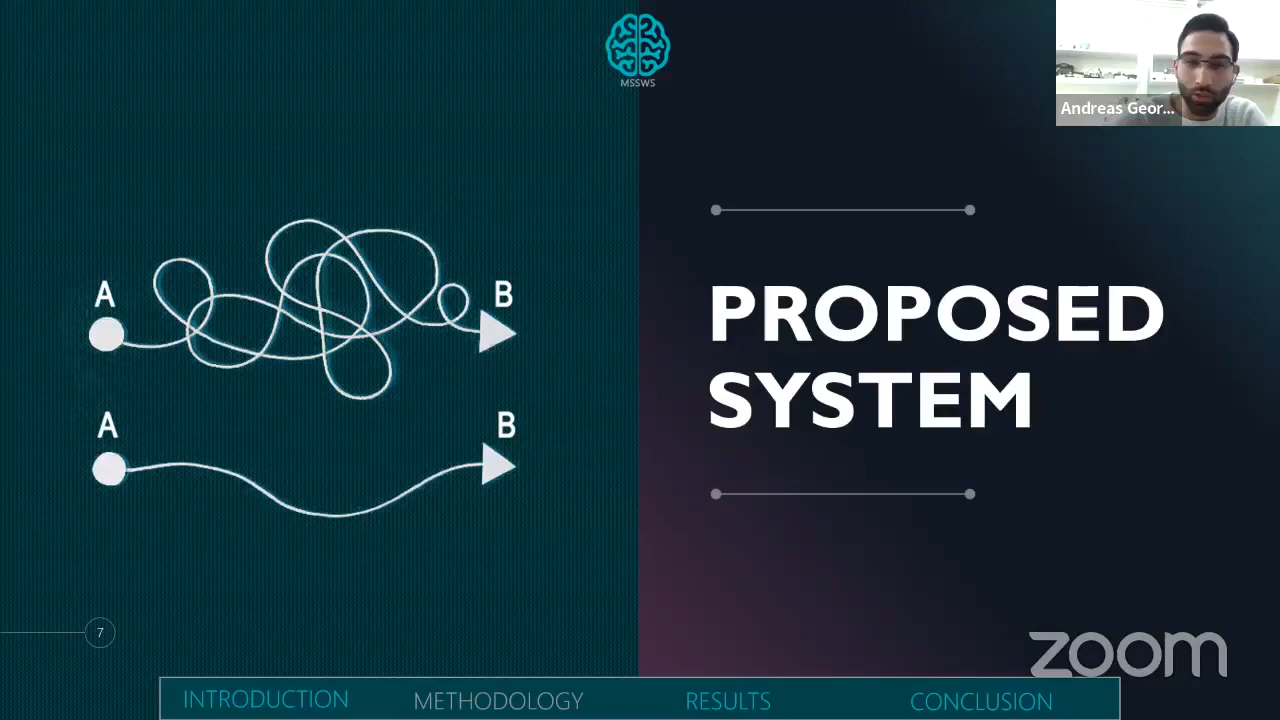 MSSWS
Andreas Geor...
A
B
A
B
PROPOSED
SYSTEM
7
zoom
INTRODUCTION
METHODOLOGY
RESULTS
CONCLUSION